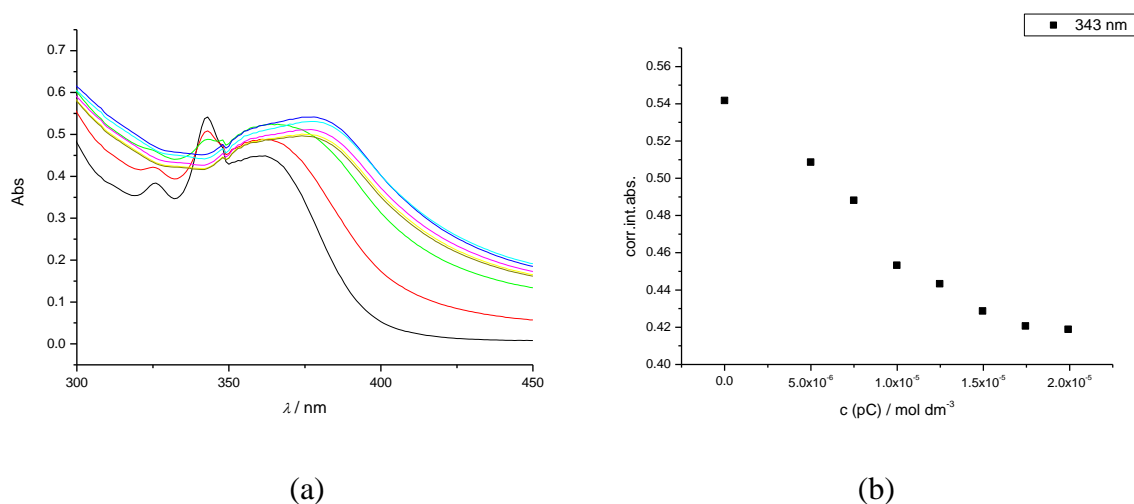 Abs
0.7
0.6
0.5
0.4
0.3
0.2
0.1
0.0
300
350
400
450
λ / nm
(a)
343 nm
corr.int.abs.
0.56
0.54
0.52
0.50
0.48
0.46
0.44
0.42
0.40
0.0
5.0x10⁻⁶
1.0x10⁻⁵
1.5x10⁻⁵
2.0x10⁻⁵
c (pC) / mol dm⁻³
(b)